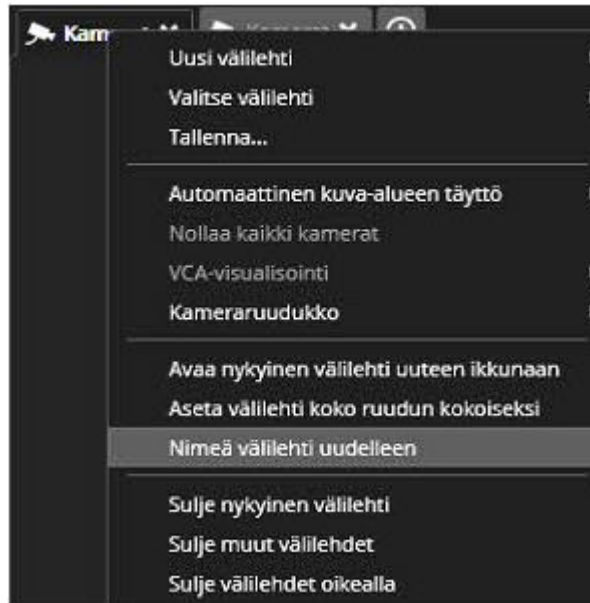 Kam
Uusi välilehti
Valitse välilehti
Tallenna...
Automaattinen kuva-alueen täyttö
Nollaa kaikki kamerat
VCA-visualisointi
Kameraruudukko
Avaa nykyinen välilehti uuteen ikkunaan
Aseta välilehti koko ruudun kokoiseksi
Nimeä välilehti uudelleen
Sulje nykyinen välilehti
Sulje muut välilehdet
Sulje välilehdet oikealla